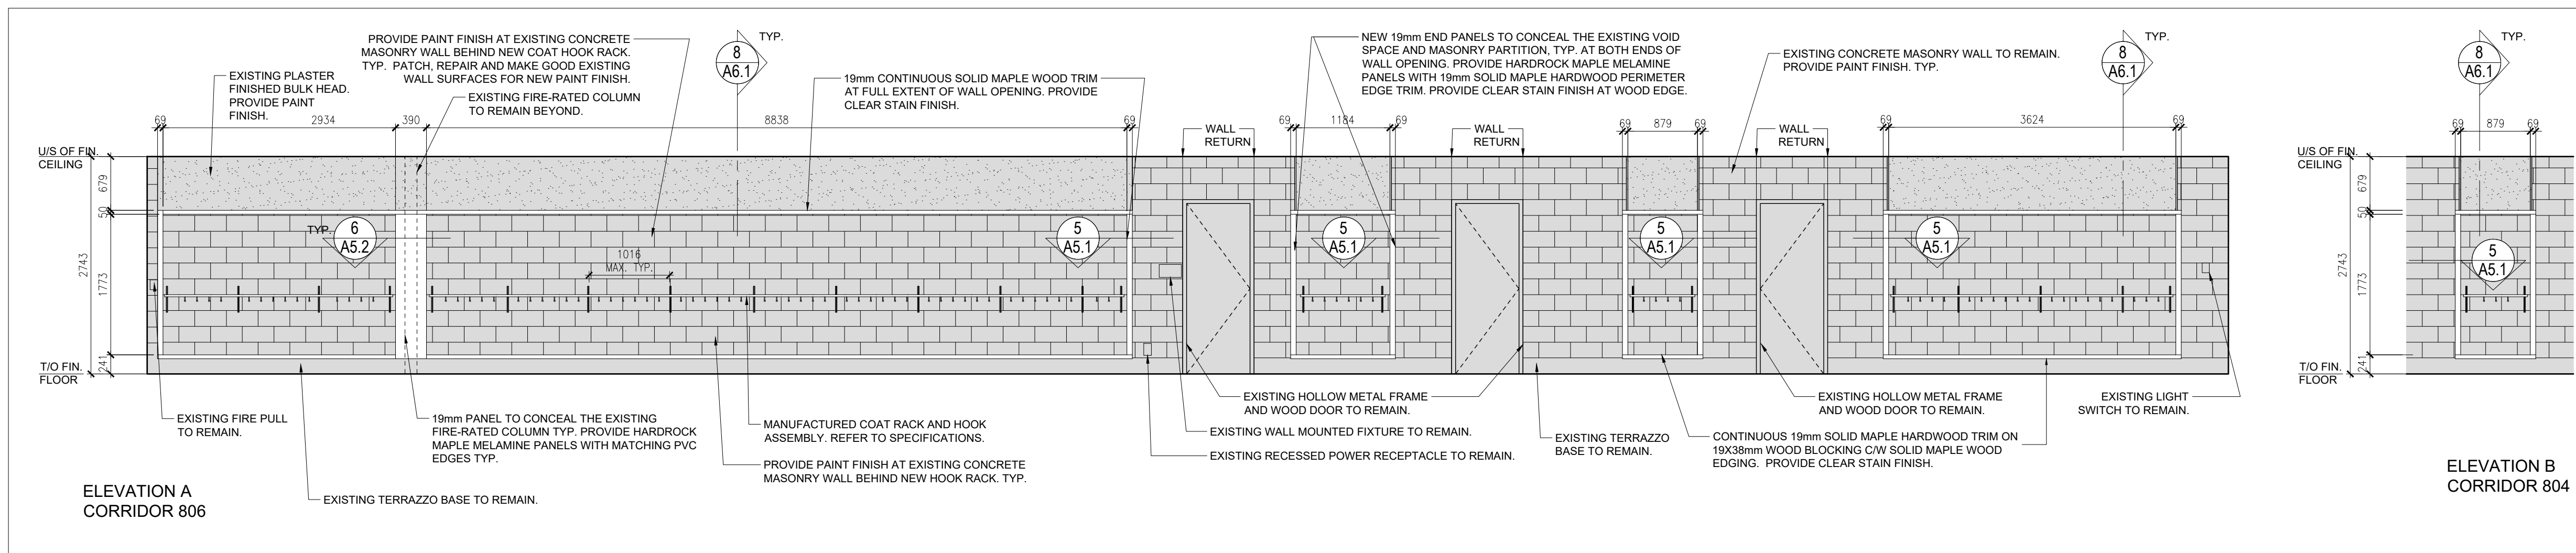 PROVIDE PAINT FINISH AT EXISTING CONCRETE
MASONRY WALL BEHIND NEW COAT HOOK RACK.
TYP. PATCH, REPAIR AND MAKE GOOD EXISTING
WALL SURFACES FOR NEW PAINT FINISH.
EXISTING PLASTER
FINISHED BULK HEAD.
PROVIDE PAINT
FINISH.
EXISTING FIRE-RATED COLUMN
TO REMAIN BEYOND.
8
A6.1
TYP.
19mm CONTINUOUS SOLID MAPLE WOOD TRIM
AT FULL EXTENT OF WALL OPENING. PROVIDE
CLEAR STAIN FINISH.
NEW 19mm END PANELS TO CONCEAL THE EXISTING VOID
SPACE AND MASONRY PARTITION, TYP. AT BOTH ENDS OF
WALL OPENING. PROVIDE HARDROCK MAPLE MELAMINE
PANELS WITH 19mm SOLID MAPLE HARDWOOD PERIMETER
EDGE TRIM. PROVIDE CLEAR STAIN FINISH AT WOOD EDGE.
EXISTING CONCRETE MASONRY WALL TO REMAIN.
PROVIDE PAINT FINISH. TYP.
8
A6.1
TYP.
8
A6.1
TYP.
69
2934
390
8838
69
WALL
RETURN
69
1184
69
WALL
RETURN
69
879
69
WALL
RETURN
69
3624
69
69
879
69
U/S OF FIN.
CEILING
679
50
2743
1773
241
T/O FIN.
FLOOR
TYP.
6
A5.2
1016
MAX. TYP.
5
A5.1
5
A5.1
5
A5.1
5
A5.1
U/S OF FIN.
CEILING
679
50
2743
1773
241
T/O FIN.
FLOOR
5
A5.1
EXISTING FIRE PULL
TO REMAIN.
19mm PANEL TO CONCEAL THE EXISTING
FIRE-RATED COLUMN TYP. PROVIDE HARDROCK
MAPLE MELAMINE PANELS WITH MATCHING PVC
EDGES TYP.
MANUFACTURED COAT RACK AND HOOK
ASSEMBLY. REFER TO SPECIFICATIONS.
PROVIDE PAINT FINISH AT EXISTING CONCRETE
MASONRY WALL BEHIND NEW HOOK RACK. TYP.
EXISTING TERRAZZO BASE TO REMAIN.
EXISTING HOLLOW METAL FRAME
AND WOOD DOOR TO REMAIN.
EXISTING WALL MOUNTED FIXTURE TO REMAIN.
EXISTING RECESSED POWER RECEPTACLE TO REMAIN.
EXISTING TERRAZZO
BASE TO REMAIN.
EXISTING HOLLOW METAL FRAME
AND WOOD DOOR TO REMAIN.
CONTINUOUS 19mm SOLID MAPLE HARDWOOD TRIM ON
19X38mm WOOD BLOCKING C/W SOLID MAPLE WOOD
EDGING. PROVIDE CLEAR STAIN FINISH.
EXISTING LIGHT
SWITCH TO REMAIN.
ELEVATION A
CORRIDOR 806
ELEVATION B
CORRIDOR 804